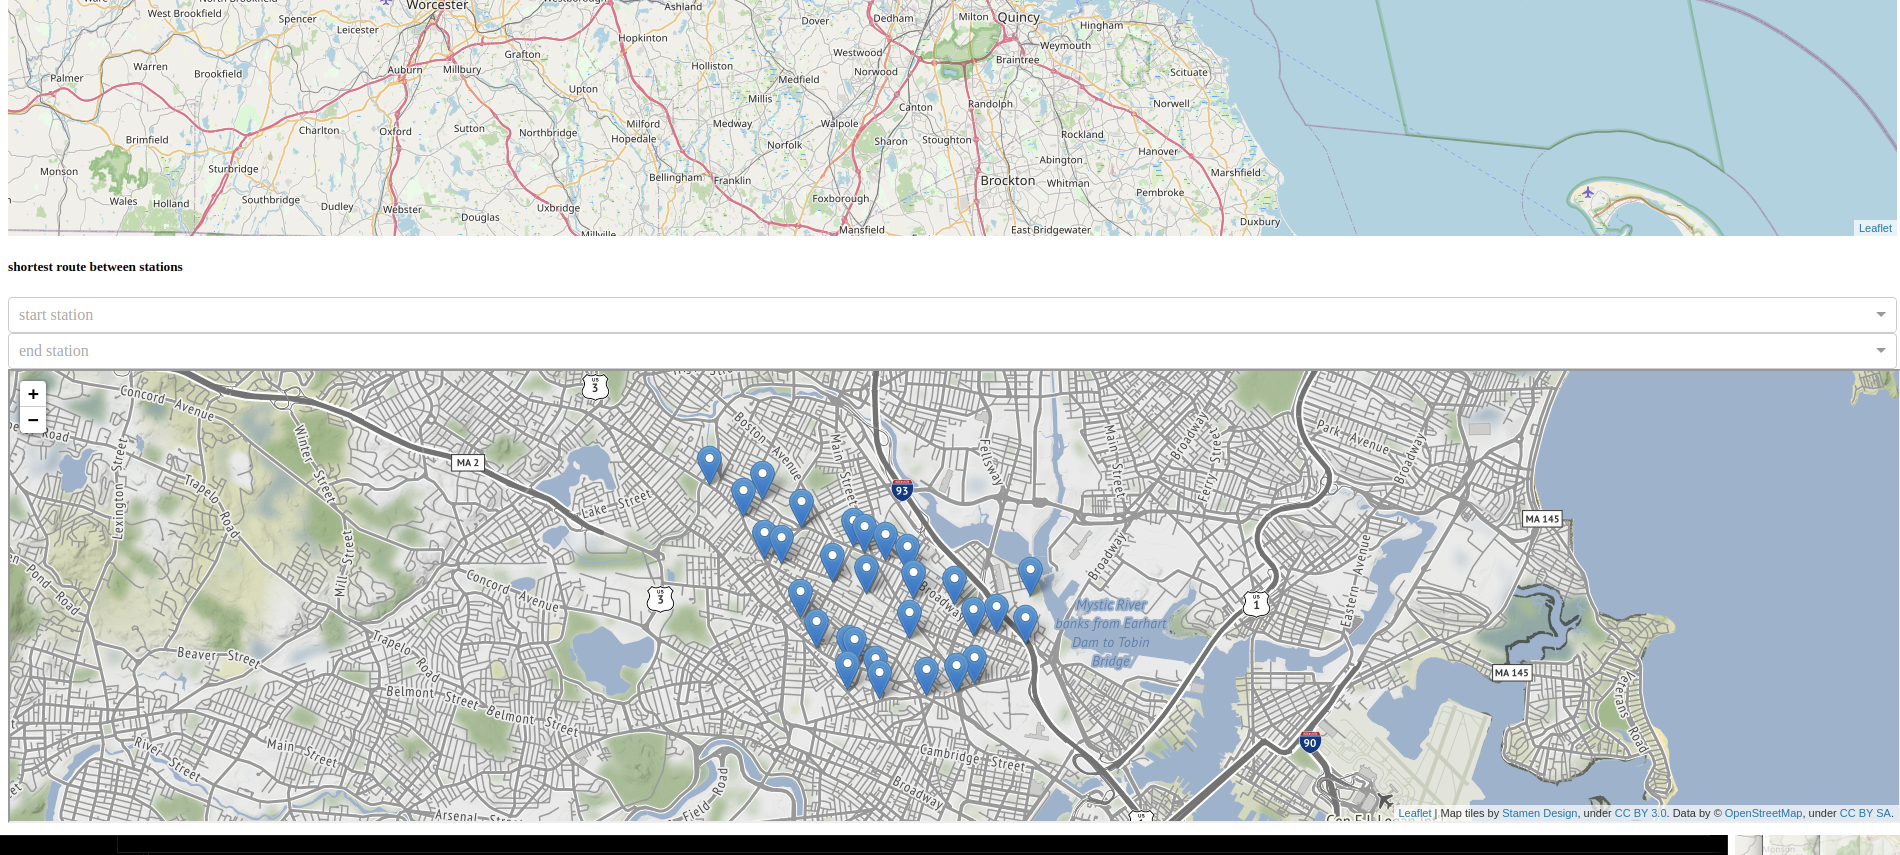 North Brookfield
Worcester
Westborough
Ashland
West Brookfield
Spencer
Leicester
Hopkinton
Dover
Dedham
Milton
Quincy
Hingham
Grafton
Westwood
Weymouth
Warren
Brookfield
Auburn
Millbury
Holliston
Norwood
Braintree
Palmer
Medfield
Scituate
Upton
Millis
Canton
Randolph
Norwell
Charlton
Oxford
Sutton
Northbridge
Milford
Medway
Walpole
Brimfield
Hopedale
Norfolk
Sharon
Stoughton
Rockland
Hanover
Monson
Sturbridge
Abington
Bellingham
Franklin
Brockton
Whitman
Marshfield
Wales
Holland
Southbridge
Dudley
Webster
Douglas
Uxbridge
Foxborough
Pembroke
Millville
Mansfield
East Bridgewater
Duxbury
Leaflet
shortest route between stations
start station
end station
+
−
Concord Avenue
Road
Lexington Street
Trapelo Road
Winter Street
MA 2
US 3
Lake Street
Boston Avenue
Main Street
93
Fellsway
Main Street
Broadway
Ferry Street
Park Avenue
Broadway
MA 145
Pond Road
Mill Street
Concord Avenue
US 3
Broadway
Broadway
US 1
Eastern Avenue
Mystic River
banks from Earhart
Dam to Tobin
Bridge
Trapelo Road
Beaver Street
Belmont Street
Belmont Street
MA 145
Veterans Road
River Street
Main Street
Cambridge Street
Broadway
Field Road
Arsenal Street
90
US
Leaflet | Map tiles by Stamen Design, under CC BY 3.0. Data by © OpenStreetMap, under CC BY SA.
Monson